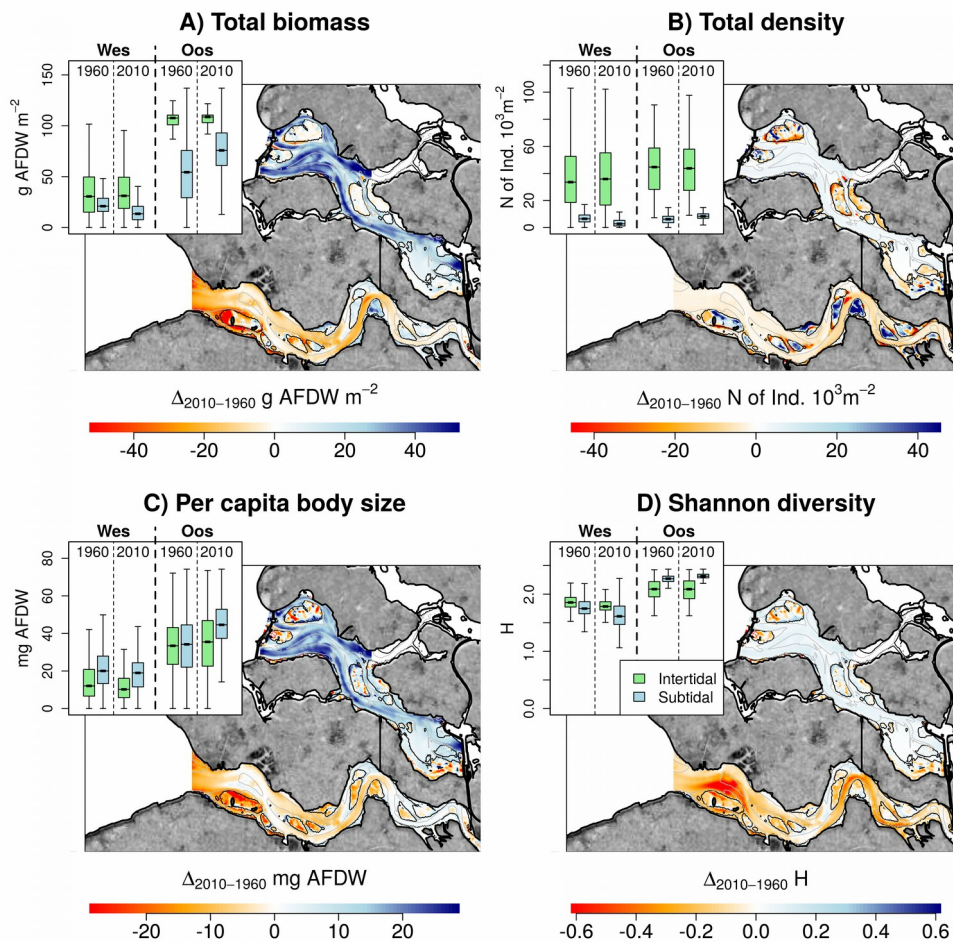 A) Total biomass
Wes Oos
1960 2010 1960 2010
g AFDW m⁻²
0 50 100 150
Δ2010–1960 g AFDW m⁻²
-40 -20 0 20 40
B) Total density
Wes Oos
1960 2010 1960 2010
N of Ind. 10³m⁻²
0 20 60 100
Δ2010–1960 N of Ind. 10³m⁻²
-40 -20 0 20 40
C) Per capita body size
Wes Oos
1960 2010 1960 2010
mg AFDW
0 20 40 60 80
Δ2010–1960 mg AFDW
-20 -10 0 10 20
D) Shannon diversity
Wes Oos
1960 2010 1960 2010
H
0.0 1.0 2.0
Intertidal
Subtidal
Δ2010–1960 H
-0.6 -0.4 -0.2 0.0 0.2 0.4 0.6